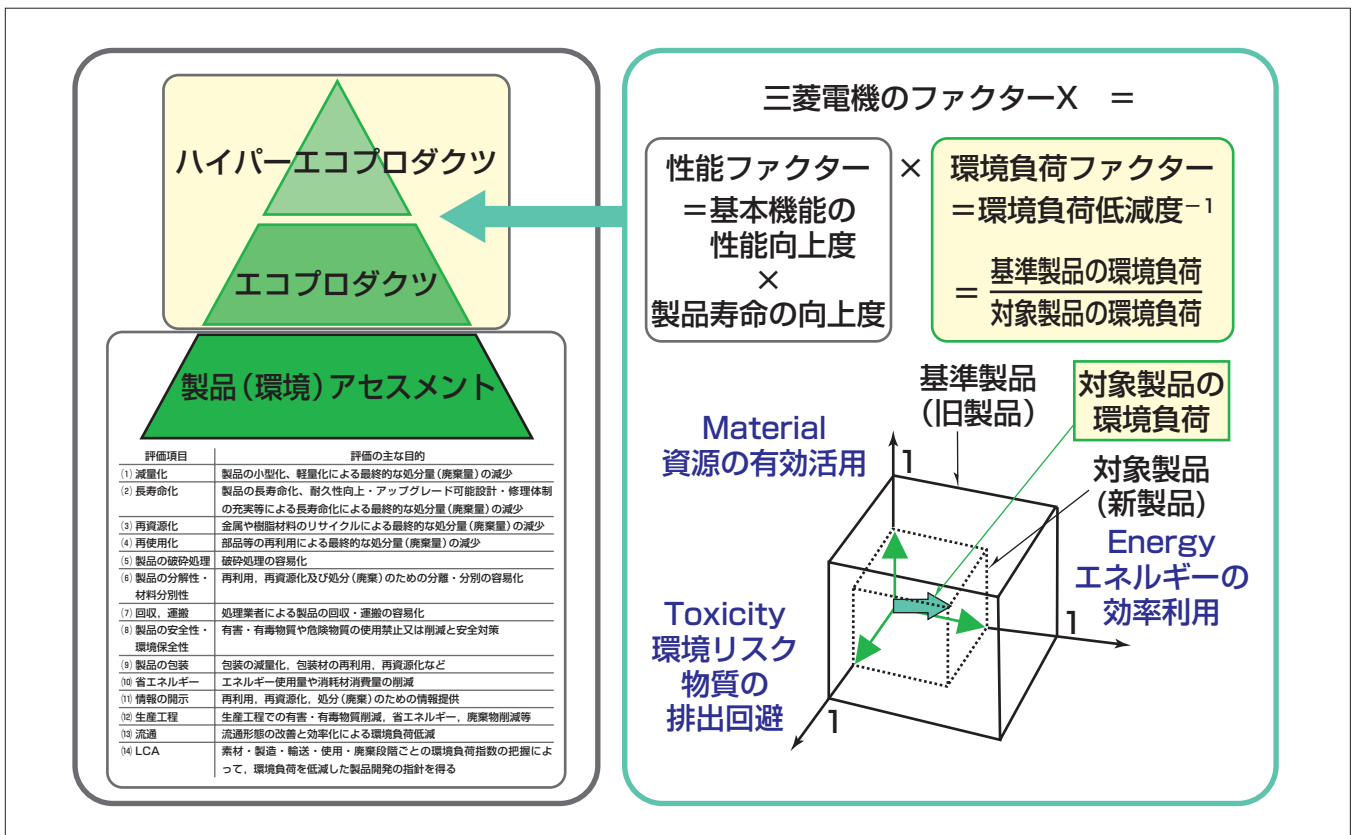 ハイパーエコプロダクツ
エコプロダクツ
製品(環境)アセスメント
評価項目 評価の主な目的
(1) 減量化 製品の小型化、軽量化による最終的な処分量(廃棄量)の減少
(2) 長寿命化 製品の長寿命化、耐久性向上・アップグレード可能設計・修理体制
の充実等による長寿命化による最終的な処分量(廃棄量)の減少
(3) 再資源化 金属や樹脂材料のリサイクルによる最終的な処分量(廃棄量)の減少
(4) 再使用化 部品等の再利用による最終的な処分量(廃棄量)の減少
(5) 製品の破砕処理 破砕処理の容易化
(6) 製品の分解性・ 再利用，再資源化及び処分(廃棄)のための分離・分別の容易化
材料分別性
(7) 回収，運搬 処理業者による製品の回収・運搬の容易化
(8) 製品の安全性・ 有害・有毒物質や危険物質の使用禁止又は削減と安全対策
環境保全性
(9) 製品の包装 包装の減量化，包装材の再利用，再資源化など
(10) 省エネルギー エネルギー使用量や消耗材消費量の削減
(11) 情報の開示 再利用，再資源化，処分(廃棄)のための情報提供
(12) 生産工程 生産工程での有害・有毒物質削減，省エネルギー，廃棄物削減等
(13) 流通 流通形態の改善と効率化による環境負荷低減
(14) LCA 素材・製造・輸送・使用・廃棄段階ごとの環境負荷指数の把握によ
って，環境負荷を低減した製品開発の指針を得る
三菱電機のファクターX ＝
性能ファクター
＝基本機能の
性能向上度
×
製品寿命の向上度
×
環境負荷ファクター
＝環境負荷低減度−1
＝ 基準製品の環境負荷
対象製品の環境負荷
基準製品
(旧製品)
対象製品の
環境負荷
Material
資源の有効活用
1
対象製品
(新製品)
Energy
エネルギーの
効率利用
1
Toxicity
環境リスク
物質の
排出回避
1